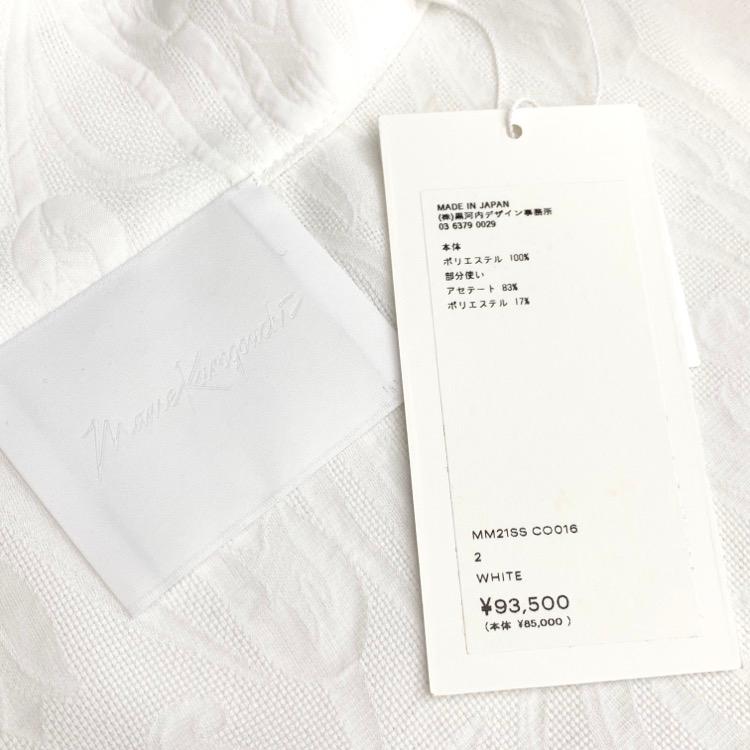 Mame Kurogouchi
MADE IN JAPAN
(株)黒河内デザイン事務所
03 6379 0029
本体
ポリエステル 100%
部分使い
アセテート 83%
ポリエステル 17%
MM21SS CO016
2
WHITE
¥93,500
(本体 ¥85,000 )